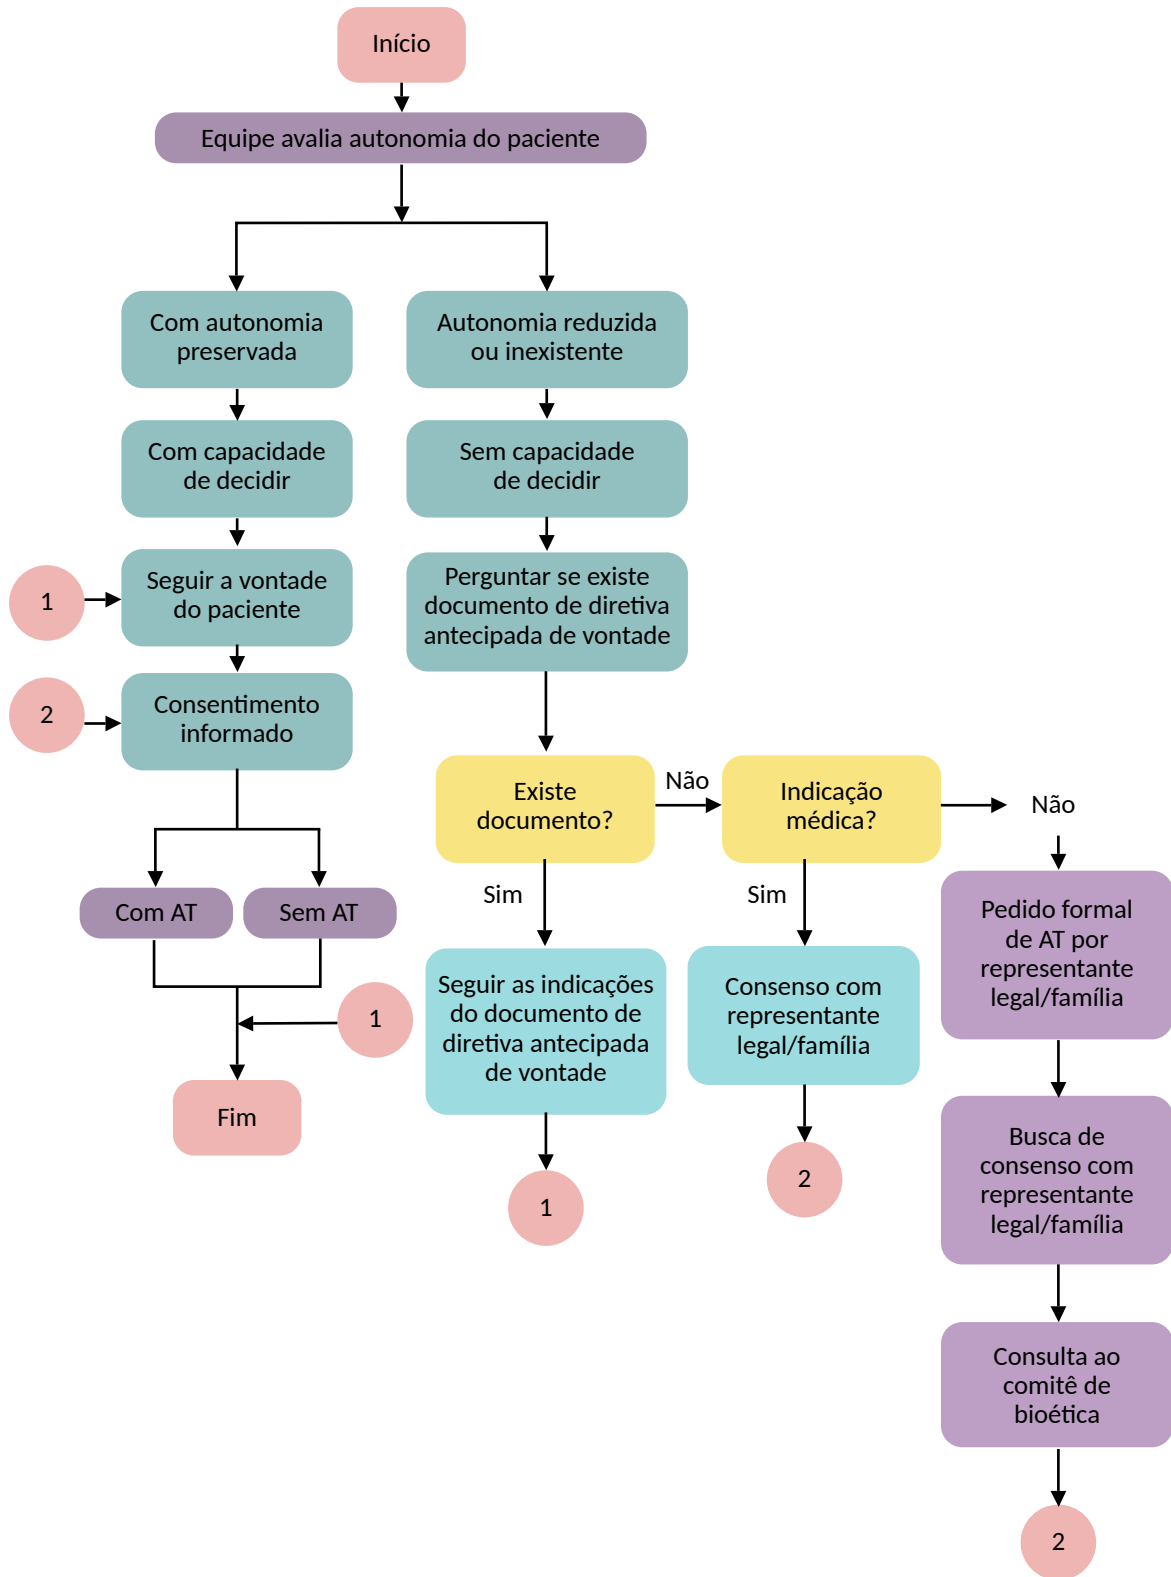 Início
Equipe avalia autonomia do paciente
Com autonomia
preservada
Autonomia reduzida
ou inexistente
Com capacidade
de decidir
Sem capacidade
de decidir
1
Seguir a vontade
do paciente
Perguntar se existe
documento de diretiva
antecipada de vontade
2
Consentimento
informado
Existe
documento?
Não
Indicação
médica?
Não
Com AT
Sem AT
Sim
Sim
Pedido formal
de AT por
representante
legal/família
1
Seguir as indicações
do documento de
diretiva antecipada
de vontade
Consenso com
representante
legal/família
Fim
1
2
Busca de
consenso com
representante
legal/família
Consulta ao
comitê de
bioética
2